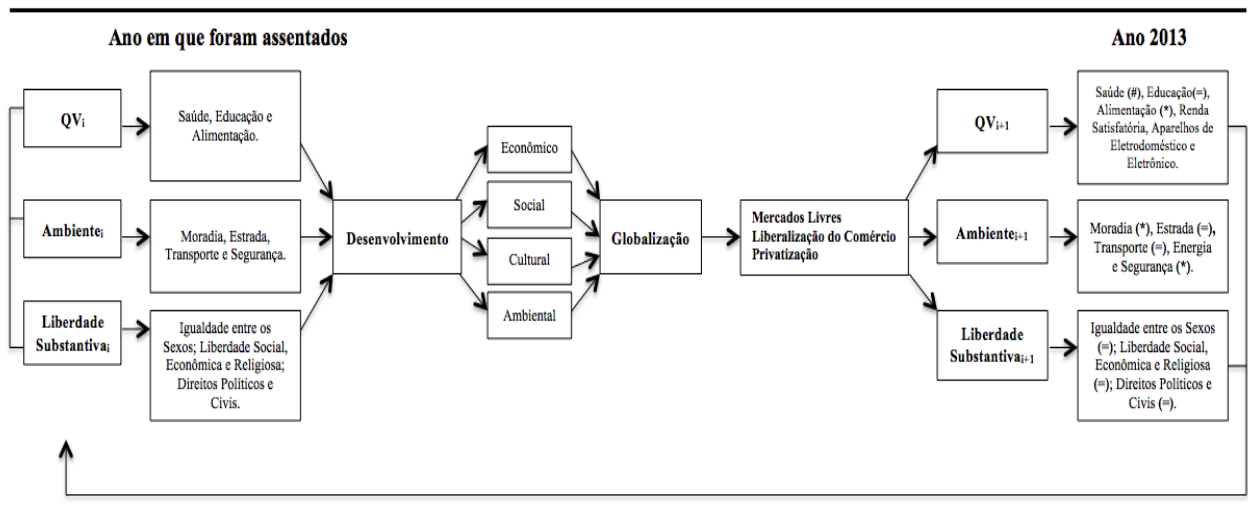 Ano em que foram assentados
Ano 2013
QVi
Saúde, Educação e
Alimentação.
Ambientei
Moradia, Estrada,
Transporte e Segurança.
Liberdade
Substantivai
Igualdade entre os
Sexos; Liberdade Social,
Econômica e Religiosa;
Direitos Políticos e
Civis.
Desenvolvimento
Econômico
Social
Cultural
Ambiental
Globalização
Mercados Livres
Liberalização do Comércio
Privatização
QVi+1
Saúde (#), Educação(=),
Alimentação (*), Renda
Satisfatória, Aparelhos de
Eletrodoméstico e
Eletrônico.
Ambientei+1
Moradia (*), Estrada (=),
Transporte (=), Energia
e Segurança (*).
Liberdade
Substantivai+1
Igualdade entre os Sexos
(=); Liberdade Social,
Econômica e Religiosa
(=); Direitos Políticos e
Civis (=).